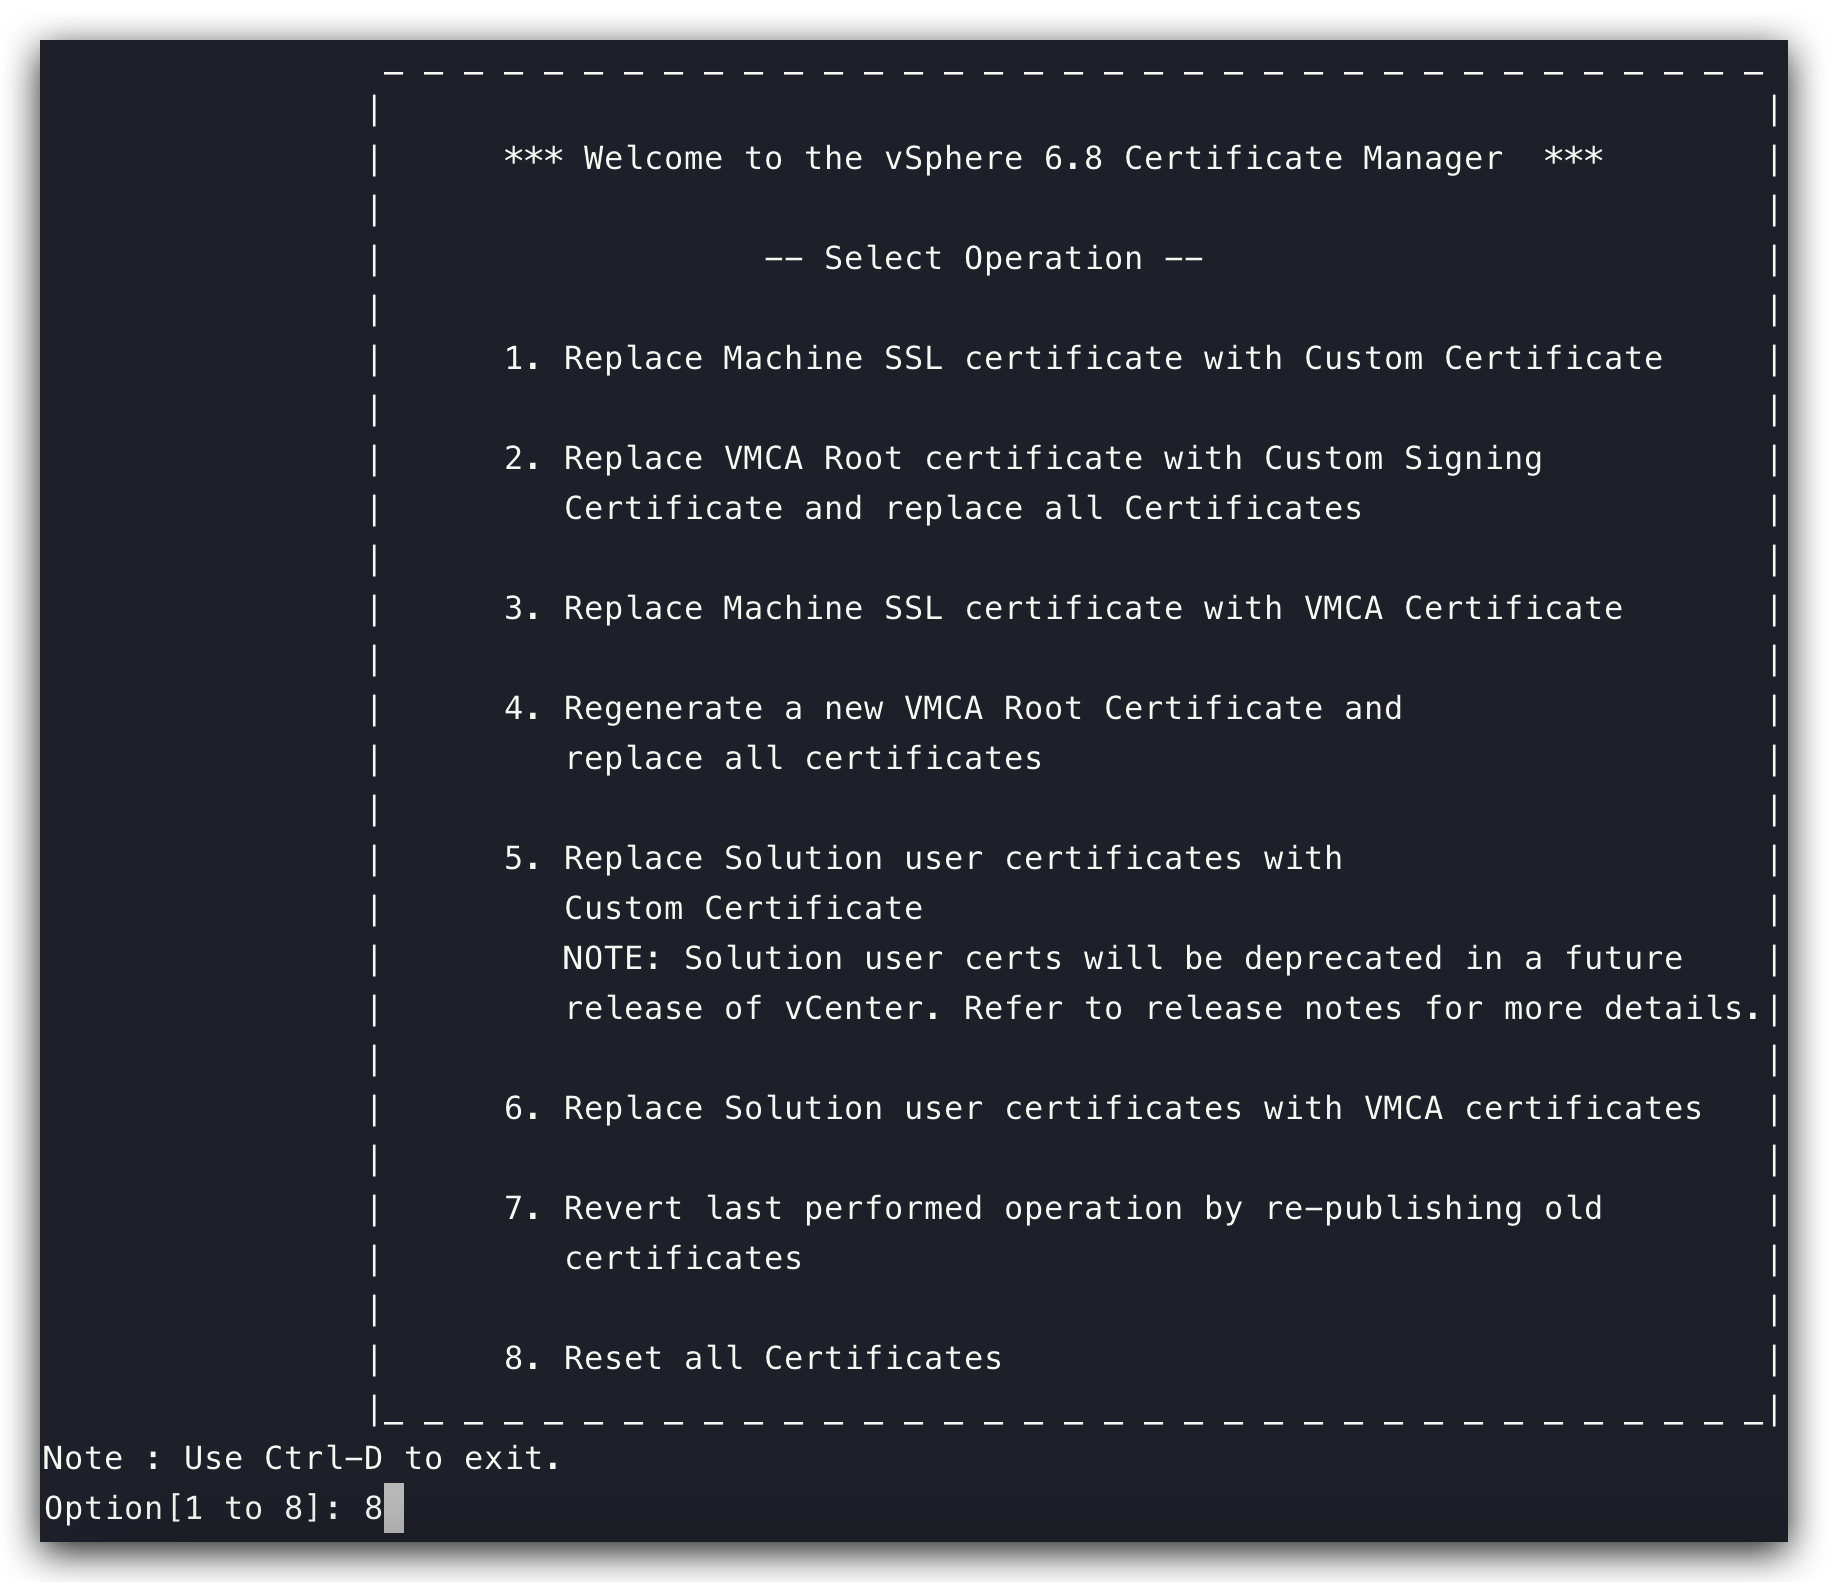 _ _ _ _ _ _ _ _ _ _ _ _ _ _ _ _ _ _ _ _ _ _ _ _ _ _ _ _ _ _ _ _ _ _ _
| |
| *** Welcome to the vSphere 6.8 Certificate Manager *** |
| |
| -- Select Operation -- |
| |
| 1. Replace Machine SSL certificate with Custom Certificate |
| |
| 2. Replace VMCA Root certificate with Custom Signing |
| Certificate and replace all Certificates |
| |
| 3. Replace Machine SSL certificate with VMCA Certificate |
| |
| 4. Regenerate a new VMCA Root Certificate and |
| replace all certificates |
| |
| 5. Replace Solution user certificates with |
| Custom Certificate |
| NOTE: Solution user certs will be deprecated in a future |
| release of vCenter. Refer to release notes for more details.|
| |
| 6. Replace Solution user certificates with VMCA certificates |
| |
| 7. Revert last performed operation by re-publishing old |
| certificates |
| |
| 8. Reset all Certificates |
|_ _ _ _ _ _ _ _ _ _ _ _ _ _ _ _ _ _ _ _ _ _ _ _ _ _ _ _ _ _ _ _ _ _ _|
Note : Use Ctrl-D to exit.
Option[1 to 8]: 8